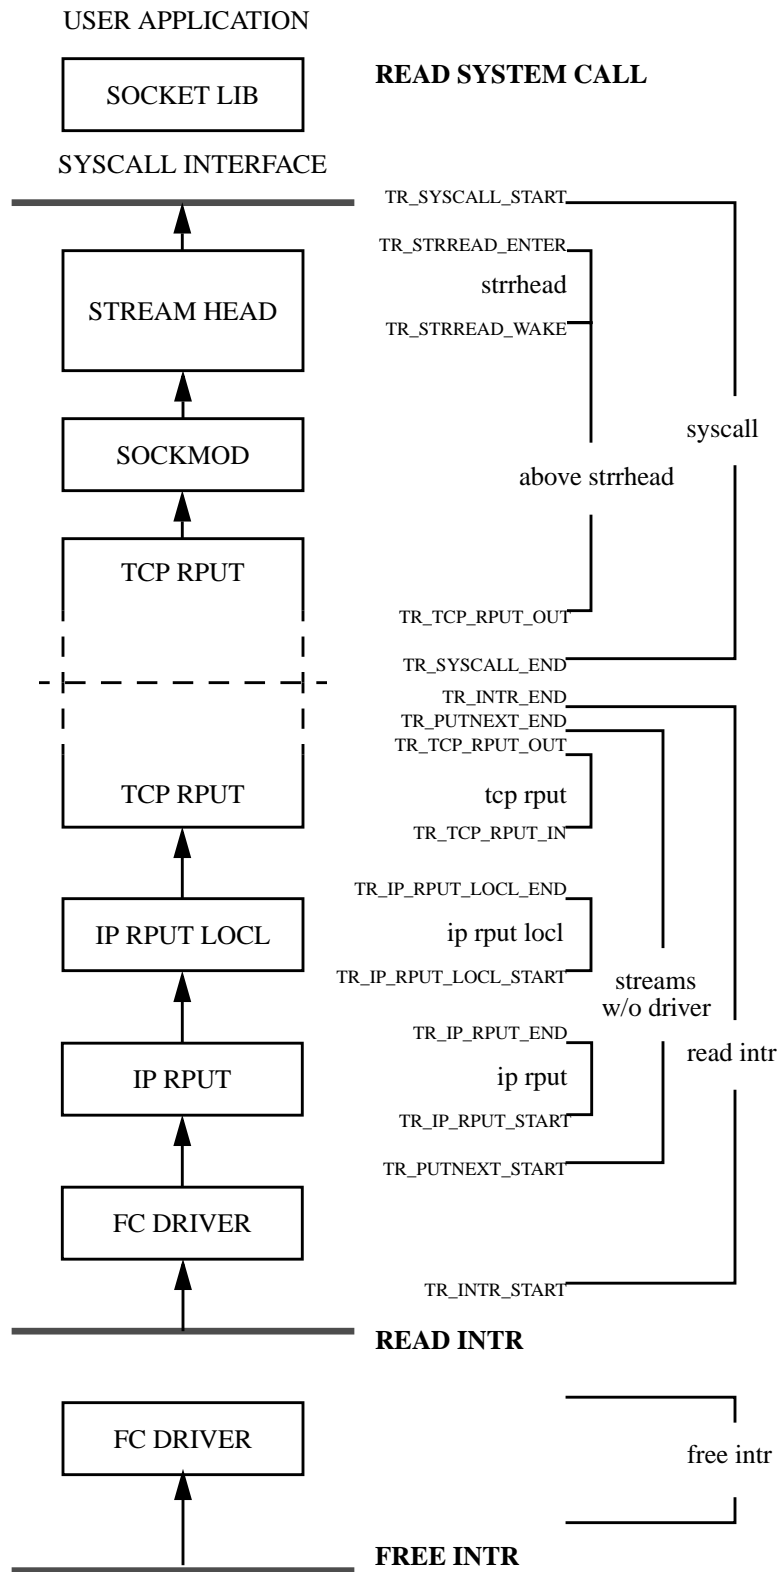 USER APPLICATION
READ SYSTEM CALL
SOCKET LIB
SYSCALL INTERFACE
TR_SYSCALL_START
TR_STRREAD_ENTER
strrhead
STREAM HEAD
TR_STRREAD_WAKE
syscall
SOCKMOD
above strrhead
TCP RPUT
TR_TCP_RPUT_OUT
TR_SYSCALL_END
TR_INTR_END
TR_PUTNEXT_END
TR_TCP_RPUT_OUT
TCP RPUT
tcp rput
TR_TCP_RPUT_IN
TR_IP_RPUT_LOCL_END
IP RPUT LOCL
ip rput locl
TR_IP_RPUT_LOCL_START
streams
w/o driver
TR_IP_RPUT_END
read intr
IP RPUT
ip rput
TR_IP_RPUT_START
TR_PUTNEXT_START
FC DRIVER
TR_INTR_START
READ INTR
FC DRIVER
free intr
FREE INTR